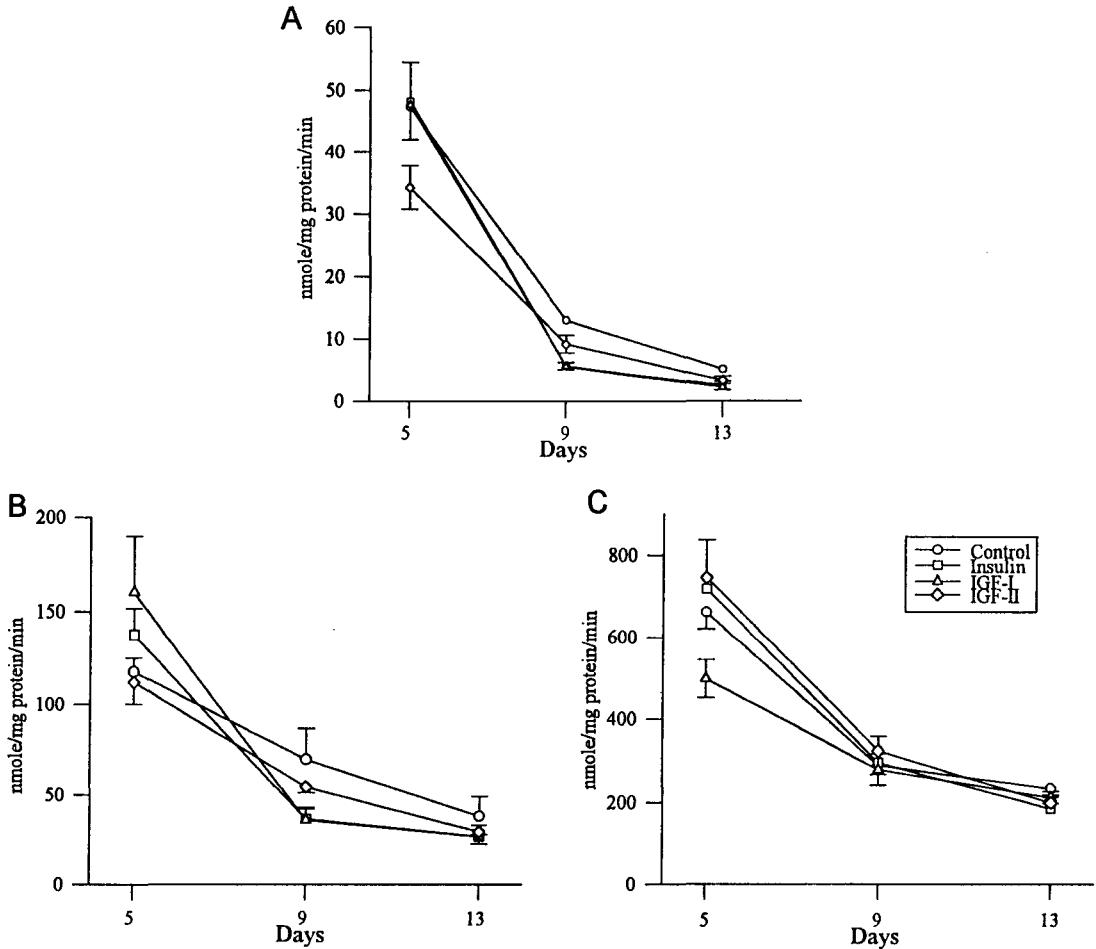 A
60
50
40
30
20
10
0
nmole/mg protein/min
5 9 13
Days
B
200
150
100
50
0
nmole/mg protein/min
5 9 13
Days
C
800
600
400
200
0
nmole/mg protein/min
5 9 13
Days
Control
Insulin
IGF-I
IGF-II